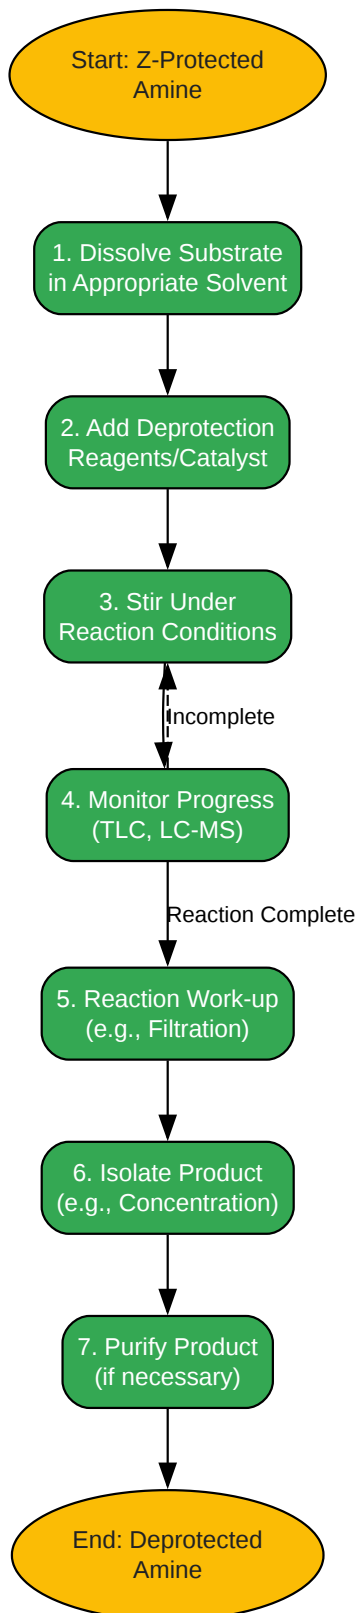 Start: Z-Protected
Amine
1. Dissolve Substrate
in Appropriate Solvent
2. Add Deprotection
Reagents/Catalyst
3. Stir Under
Reaction Conditions
Incomplete
4. Monitor Progress
(TLC, LC-MS)
Reaction Complete
5. Reaction Work-up
(e.g., Filtration)
6. Isolate Product
(e.g., Concentration)
7. Purify Product
(if necessary)
End: Deprotected
Amine